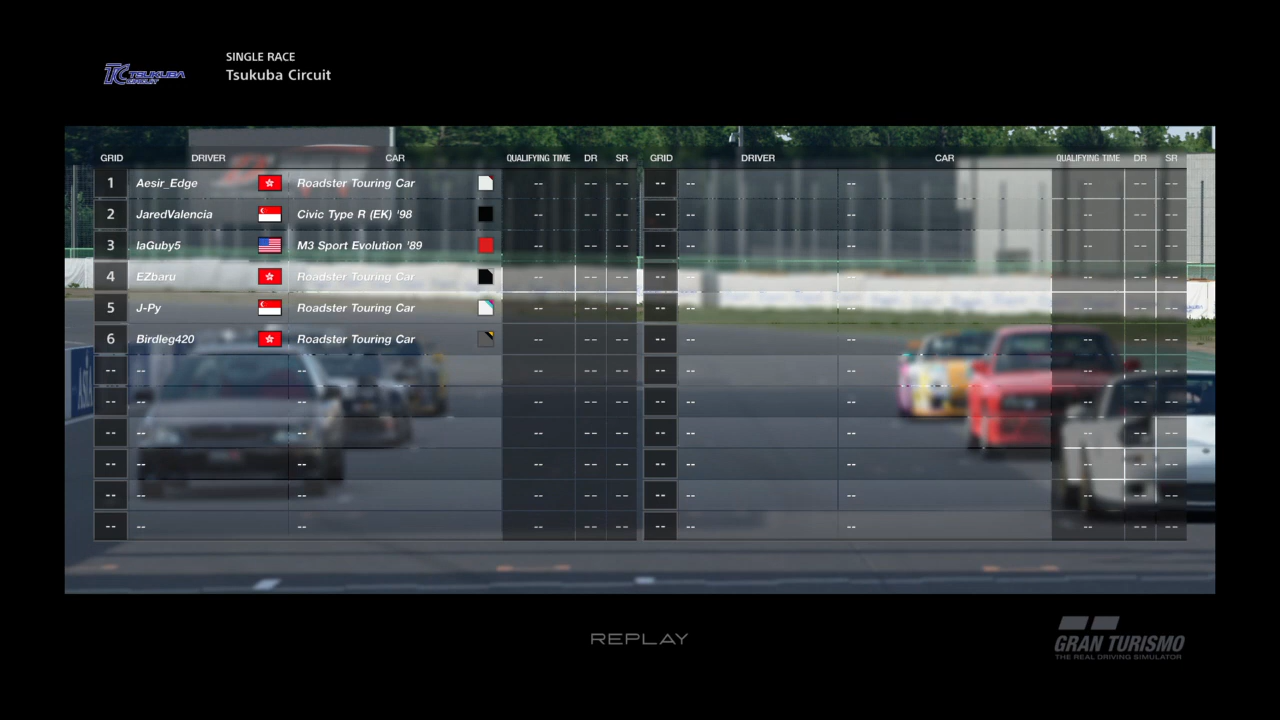 SINGLE RACE
TC TSUKUBA CIRCUIT
Tsukuba Circuit
GRID DRIVER CAR QUALIFYING TIME DR SR GRID DRIVER CAR QUALIFYING TIME DR SR
1 Aesir_Edge Roadster Touring Car -- -- -- -- -- -- -- -- --
2 JaredValencia Civic Type R (EK) '98 -- -- -- -- -- -- -- -- --
3 IaGuby5 M3 Sport Evolution '89 -- -- -- -- -- -- -- -- --
4 EZbaru Roadster Touring Car -- -- -- -- -- -- -- -- --
5 J-Py Roadster Touring Car -- -- -- -- -- -- -- -- --
6 Birdleg420 Roadster Touring Car -- -- -- -- -- -- -- -- --
-- -- -- -- -- -- -- -- -- -- -- --
-- -- -- -- -- -- -- -- -- -- -- --
-- -- -- -- -- -- -- -- -- -- -- --
-- -- -- -- -- -- -- -- -- -- -- --
-- -- -- -- -- -- -- -- -- -- -- --
-- -- -- -- -- -- -- -- -- -- -- --
REPLAY
GRAN TURISMO
THE REAL DRIVING SIMULATOR